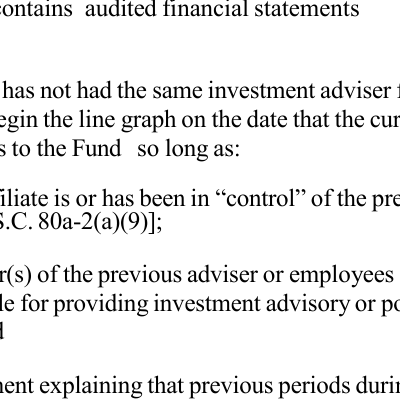 contains audited financial statements
has not had the same investment adviser
egin the line graph on the date that the cur
s to the Fund so long as:
iliate is or has been in “control” of the pre
S.C. 80a-2(a)(9)];
r(s) of the previous adviser or employees
le for providing investment advisory or po
d
ent explaining that previous periods durin